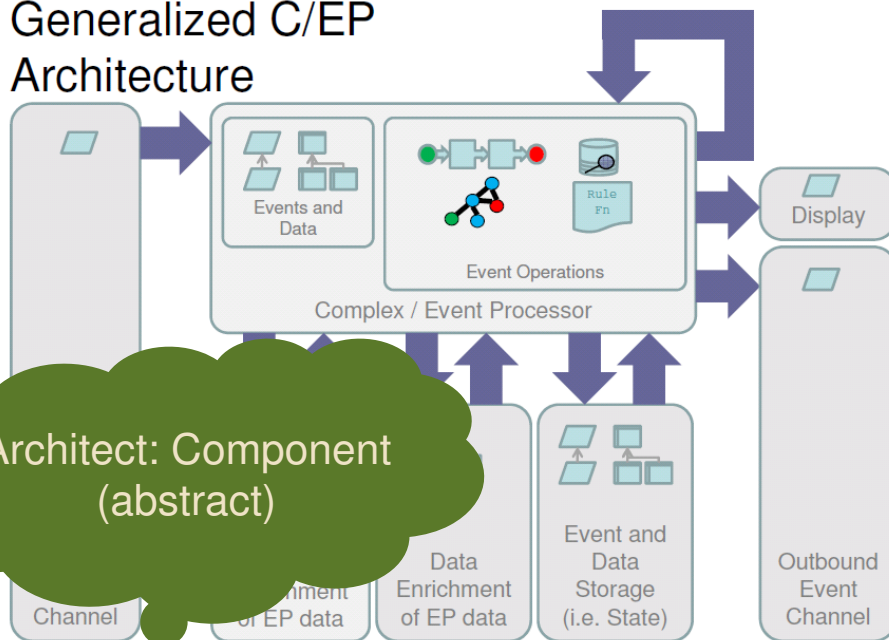 Generalized C/EP
Architecture
Events and
Data
Rule
Fn
Event Operations
Complex / Event Processor
Display
Architect: Component
(abstract)
Channel
of EP data
Data
Enrichment
of EP data
Event and
Data
Storage
(i.e. State)
Outbound
Event
Channel